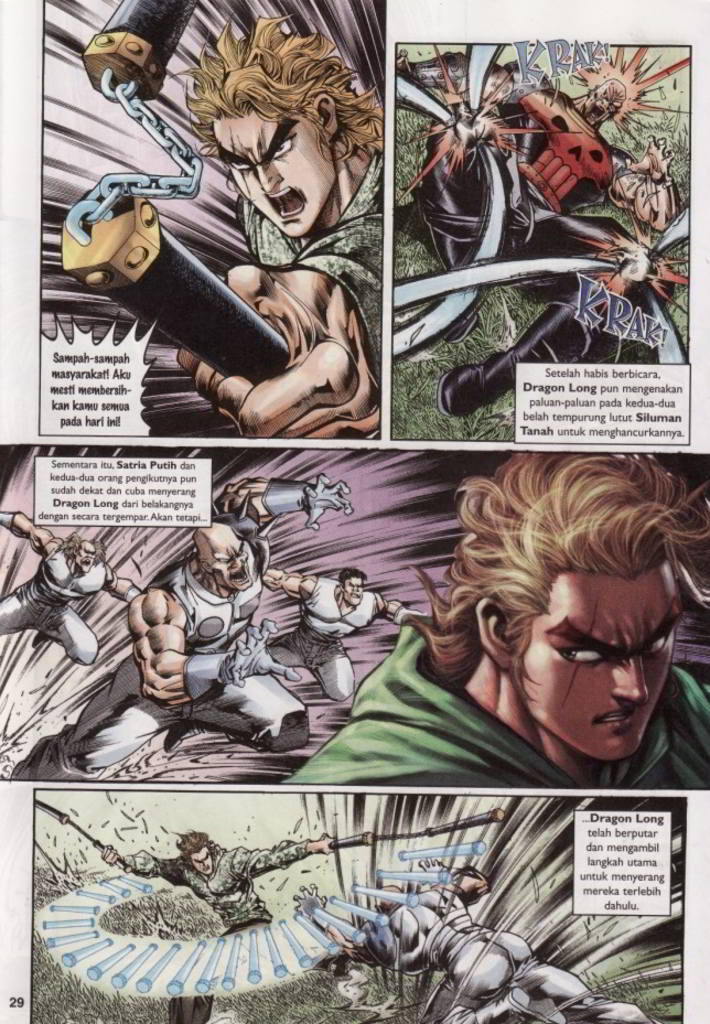 Sampah-sampah
masyarakat! Aku
mesti membersih-
kan kamu semua
pada hari ini!
KRAK!
KRAK!
Setelah habis berbicara,
Dragon Long pun mengenakan
paluan-paluan pada kedua-dua
belah tempurung lutut Siluman
Tanah untuk menghancurkannya.
Sementara itu, Satria Putih dan
kedua-dua orang pengikutnya pun
sudah dekat dan cuba menyerang
Dragon Long dari belakangnya
dengan secara tergempar. Akan tetapi...
...Dragon Long
telah berputar
dan mengambil
langkah utama
untuk menyerang
mereka terlebih
dahulu.
29